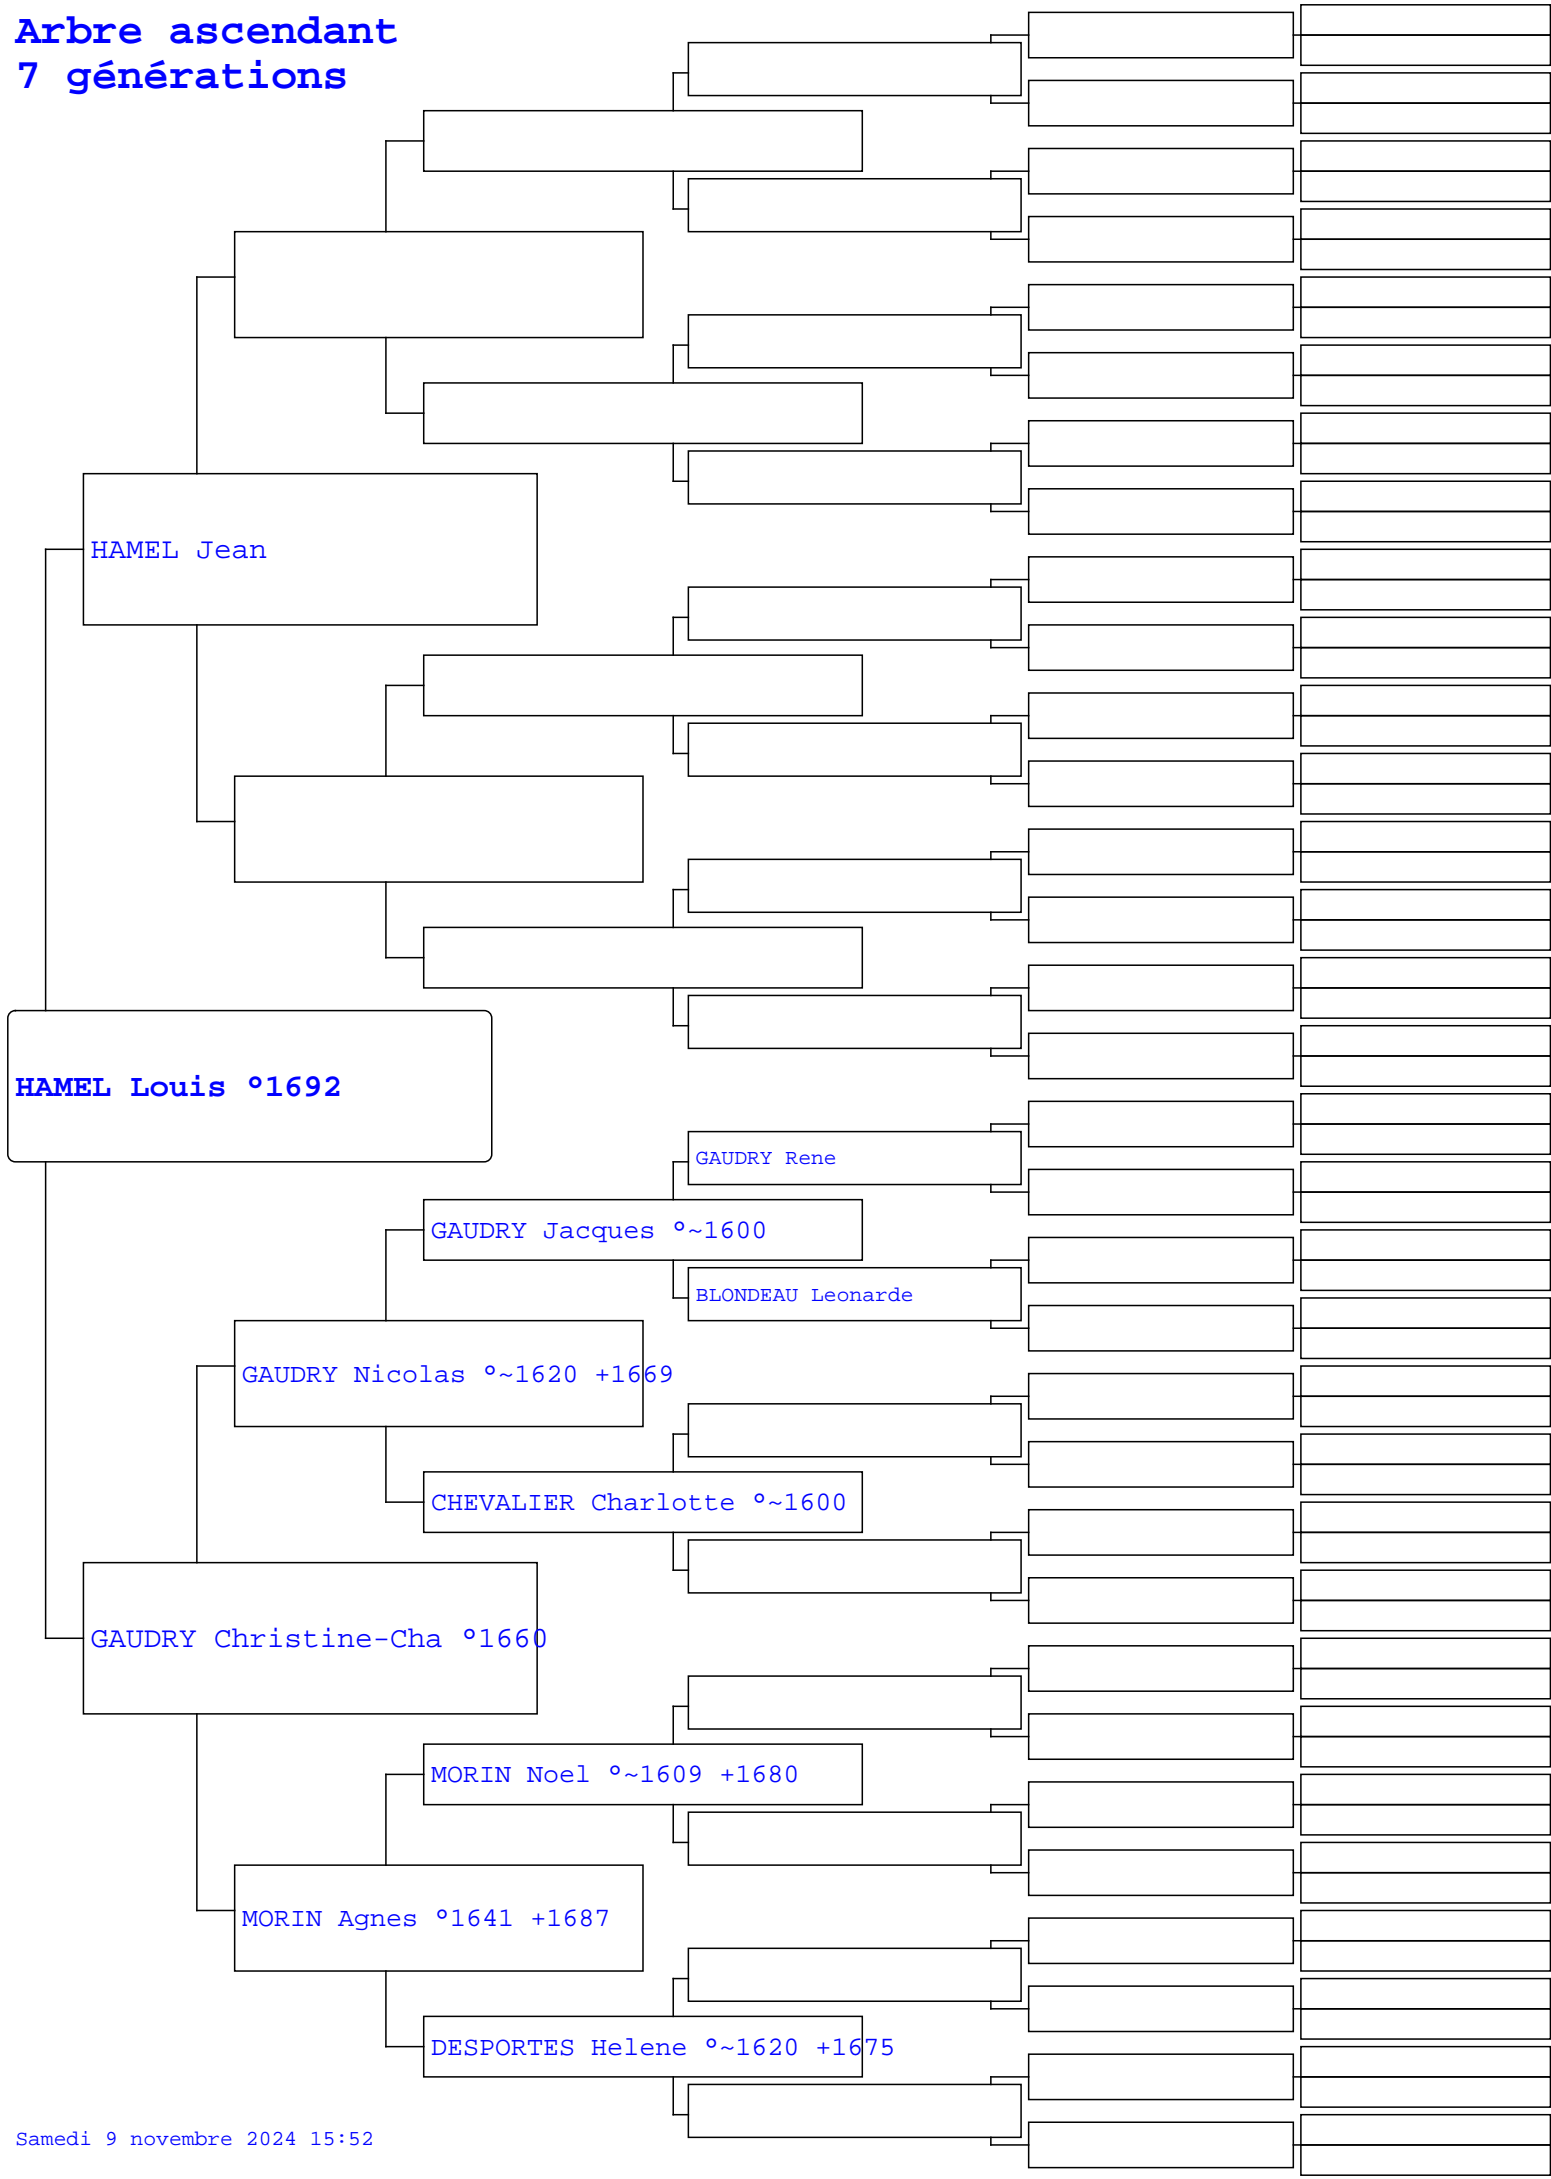 Arbre ascendant
7 générations
HAMEL Jean
HAMEL Louis °1692
GAUDRY Rene
GAUDRY Jacques °~1600
BLONDEAU Leonarde
GAUDRY Nicolas °~1620 +1669
CHEVALIER Charlotte °~1600
GAUDRY Christine-Cha °1660
MORIN Noel °~1609 +1680
MORIN Agnes °1641 +1687
DESPORTES Helene °~1620 +1675
Samedi 9 novembre 2024 15:52